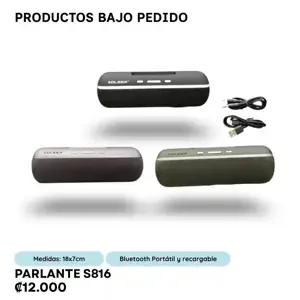 PRODUCTOS BAJO PEDIDO
Medidas: 18x7cm
Bluetooth Portátil y recargable
PARLANTE S816
₡12.000